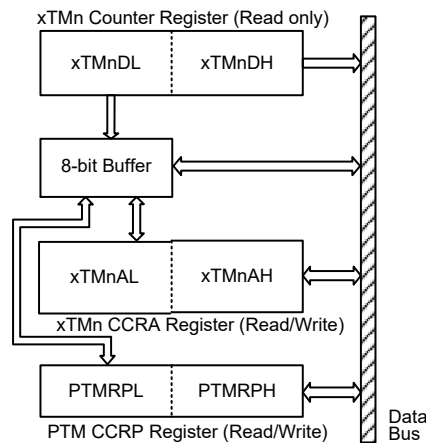 xTMn Counter Register (Read only)
xTMnDL xTMnDH
8-bit Buffer
xTMnAL xTMnAH
xTMn CCRA Register (Read/Write)
PTMRPL PTMRPH
PTM CCRP Register (Read/Write)
Data
Bus